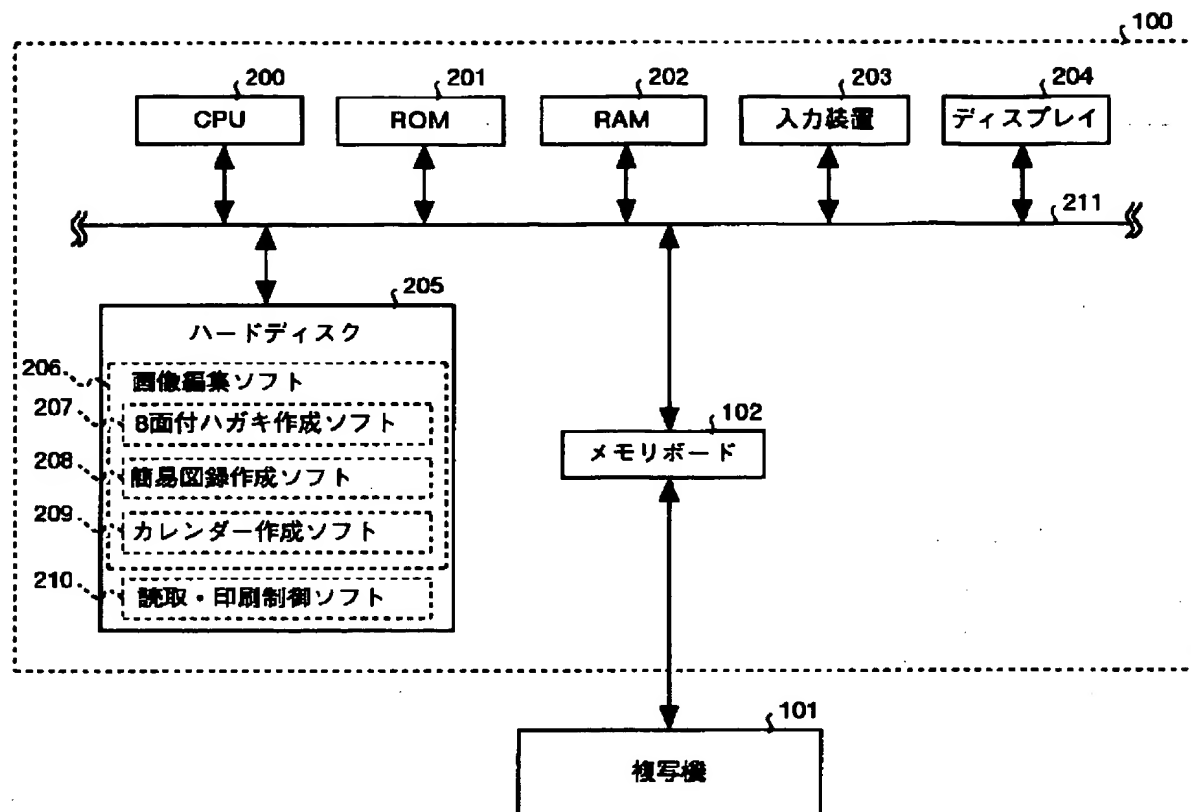 100
200
201
202
203
204
CPU
ROM
RAM
入力装置
ディスプレイ
211
205
ハードディスク
206
画像編集ソフト
207
8面付ハガキ作成ソフト
208
簡易図録作成ソフト
209
カレンダー作成ソフト
210
読取・印刷制御ソフト
102
メモリボード
101
複写機